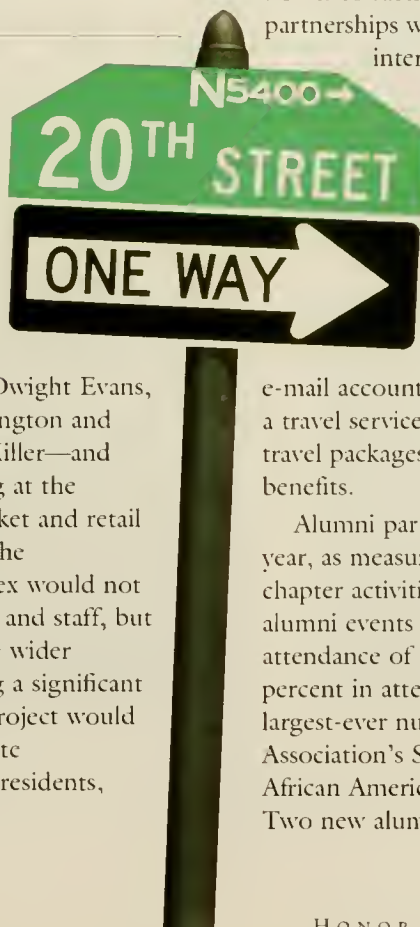 partnerships w
inter
N5400→
20TH STREET
ONE WAY
Dwight Evans,
ngton and
Killer—and
g at the
ket and retail
he
ex would not
and staff, but
wider
g a significant
roject would
te
residents,
e-mail account
a travel service
travel packages
benefits.
Alumni par
year, as measu
chapter activiti
alumni events
attendance of
percent in atte
largest-ever nu
Association's S
African Americ
Two new alun
HONOR